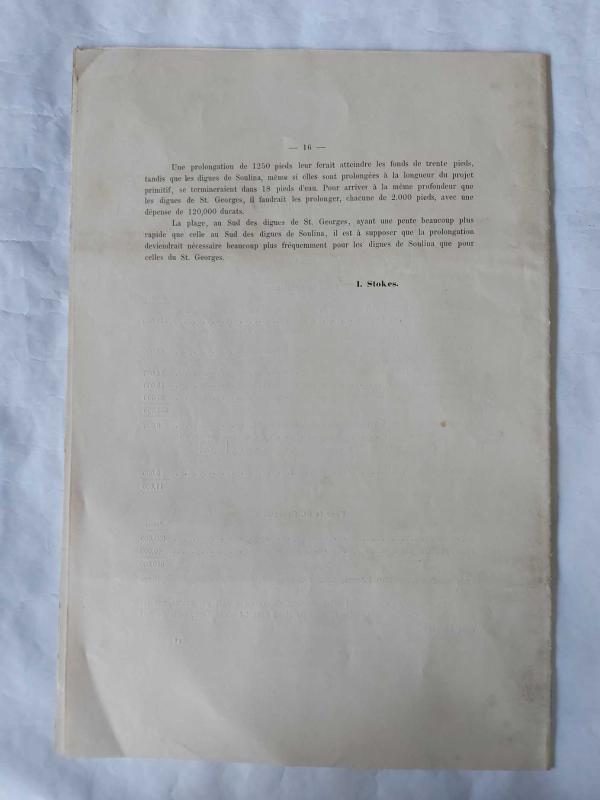 — 16 —
Une prolongation de 1250 pieds leur ferait atteindre les fonds de trente pieds,
tandis que les digues de Soulina, même si elles sont prolongées à la longueur du projet
primitif, se termineraient dans 18 pieds d'eau. Pour arriver à la même profondeur que
les digues de St. Georges, il faudrait les prolonger, chacune de 2.000 pieds, avec une
dépense de 120,000 ducats.
La plage, au Sud des digues de St. Georges, ayant une pente beaucoup plus
rapide que celle au Sud des digues de Soulina, il est à supposer que la prolongation
deviendrait nécessaire beaucoup plus fréquemment pour les digues de Soulina que pour
celles du St. Georges.
I. Stokes.